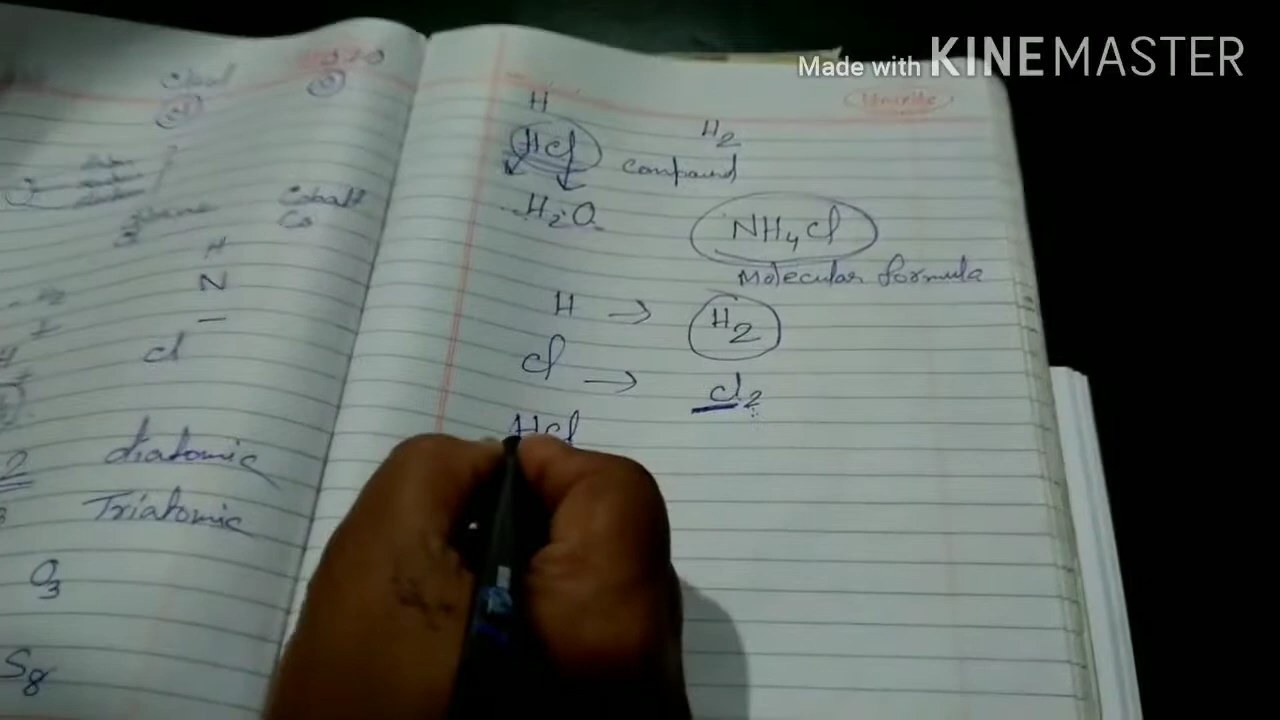 Made with KINEMASTER
Cobalt
Co
H
N
Cl
2 diatomic
Triatomic
O3
S8
H
HCl H2
compound
H2O
NH4Cl
Molecular formula
H → H2
Cl → Cl2
HCl